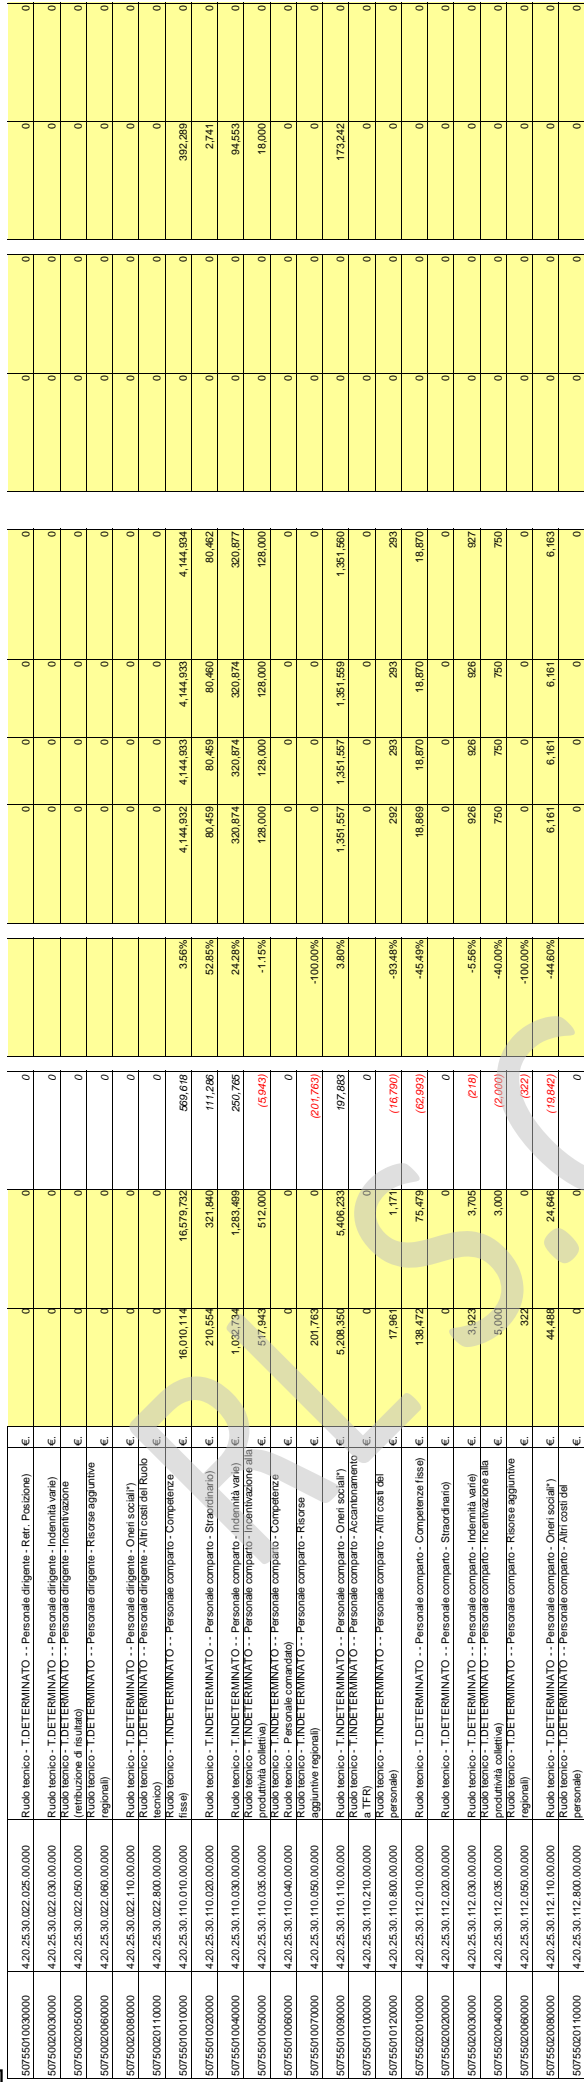 50755010030000 4.20.25.30.022.025.00.000 Ruolo tecnico - T.DETERMINATO - - Personale dirigente - Retr. Posizione) €. 0 0 0 0 0 0 0 0 0 0 0
50750020030000 4.20.25.30.022.030.00.000 Ruolo tecnico - T.DETERMINATO - - Personale dirigente - Indennità varie) €. 0 0 0 0 0 0 0 0 0 0 0
50750020050000 4.20.25.30.022.050.00.000 Ruolo tecnico - T.DETERMINATO - - Personale dirigente - Incentivazione (retribuzione di risultato) €. 0 0 0 0 0 0 0 0 0 0 0
50750020060000 4.20.25.30.022.060.00.000 Ruolo tecnico - T.DETERMINATO - - Personale dirigente - Risorse aggiuntive regionali) €. 0 0 0 0 0 0 0 0 0 0 0
50750020080000 4.20.25.30.022.110.00.000 Ruolo tecnico - T.DETERMINATO - - Personale dirigente - Oneri sociali*) €. 0 0 0 0 0 0 0 0 0 0 0
50750020110000 4.20.25.30.022.800.00.000 Ruolo tecnico - T.DETERMINATO - - Personale dirigente - Altri costi del Ruolo tecnico) €. 0 0 0 0 0 0 0 0 0 0 0
50755010010000 4.20.25.30.110.010.00.000 Ruolo tecnico - T.INDETERMINATO - - Personale comparto - Competenze fisse) €. 16,010,114 16,579,732 569,618 3.56% 4,144,932 4,144,933 4,144,933 4,144,934 0 0 392,289 0
50755010020000 4.20.25.30.110.020.00.000 Ruolo tecnico - T.INDETERMINATO - - Personale comparto - Straordinario) €. 210,554 321,840 111,286 52.85% 80,459 80,459 80,460 80,462 0 0 2,741 0
50755010040000 4.20.25.30.110.030.00.000 Ruolo tecnico - T.INDETERMINATO - - Personale comparto - Indennità varie) €. 1,032,734 1,283,499 250,765 24.28% 320,874 320,874 320,874 320,877 0 0 94,553 0
50755010050000 4.20.25.30.110.035.00.000 Ruolo tecnico - T.INDETERMINATO - - Personale comparto - Incentivazione alla produttività collettiva) €. 517,943 512,000 (5,943) -1.15% 128,000 128,000 128,000 128,000 0 0 18,000 0
50755010060000 4.20.25.30.110.040.00.000 Ruolo tecnico - T.INDETERMINATO - - Personale comparto - Competenze Personale comandato) €. 0 0 0 0 0 0 0 0 0 0 0
50755010070000 4.20.25.30.110.050.00.000 Ruolo tecnico - T.INDETERMINATO - - Personale comparto - Risorse aggiuntive regionali) €. 201,763 0 (201,763) -100.00% 0 0 0 0 0 0 0 0
50755010090000 4.20.25.30.110.110.00.000 Ruolo tecnico - T.INDETERMINATO - - Personale comparto - Oneri sociali*) €. 5,208,350 5,406,233 197,883 3.80% 1,351,557 1,351,557 1,351,559 1,351,560 0 0 173,242 0
50755010100000 4.20.25.30.110.210.00.000 Ruolo tecnico - T.INDETERMINATO - - Personale comparto - Accantonamento a TFR) €. 0 0 0 0 0 0 0 0 0 0 0
50755010120000 4.20.25.30.110.800.00.000 Ruolo tecnico - T.INDETERMINATO - - Personale comparto - Altri costi del personale) €. 17,961 1,171 (16,790) -93.48% 292 293 293 293 0 0 0 0
50755020010000 4.20.25.30.112.010.00.000 Ruolo tecnico - T.DETERMINATO - - Personale comparto - Competenze fisse) €. 138,472 75,479 (62,993) -45.49% 18,869 18,870 18,870 18,870 0 0 0 0
50755020020000 4.20.25.30.112.020.00.000 Ruolo tecnico - T.DETERMINATO - - Personale comparto - Straordinario) €. 0 0 0 0 0 0 0 0 0 0 0
50755020030000 4.20.25.30.112.030.00.000 Ruolo tecnico - T.DETERMINATO - - Personale comparto - Indennità varie) €. 3,923 3,705 (218) -5.56% 926 926 926 927 0 0 0 0
50755020040000 4.20.25.30.112.035.00.000 Ruolo tecnico - T.DETERMINATO - - Personale comparto - Incentivazione alla produttività collettiva) €. 5,000 3,000 (2,000) -40.00% 750 750 750 750 0 0 0 0
50755020060000 4.20.25.30.112.050.00.000 Ruolo tecnico - T.DETERMINATO - - Personale comparto - Risorse aggiuntive regionali) €. 322 0 (322) -100.00% 0 0 0 0 0 0 0 0
50755020080000 4.20.25.30.112.110.00.000 Ruolo tecnico - T.DETERMINATO - - Personale comparto - Oneri sociali*) €. 44,488 24,646 (19,842) -44.60% 6,161 6,161 6,161 6,163 0 0 0 0
50755020110000 4.20.25.30.112.800.00.000 Ruolo tecnico - T.DETERMINATO - - Personale comparto - Altri costi del personale) €. 0 0 0 0 0 0 0 0 0 0 0
RLS.C